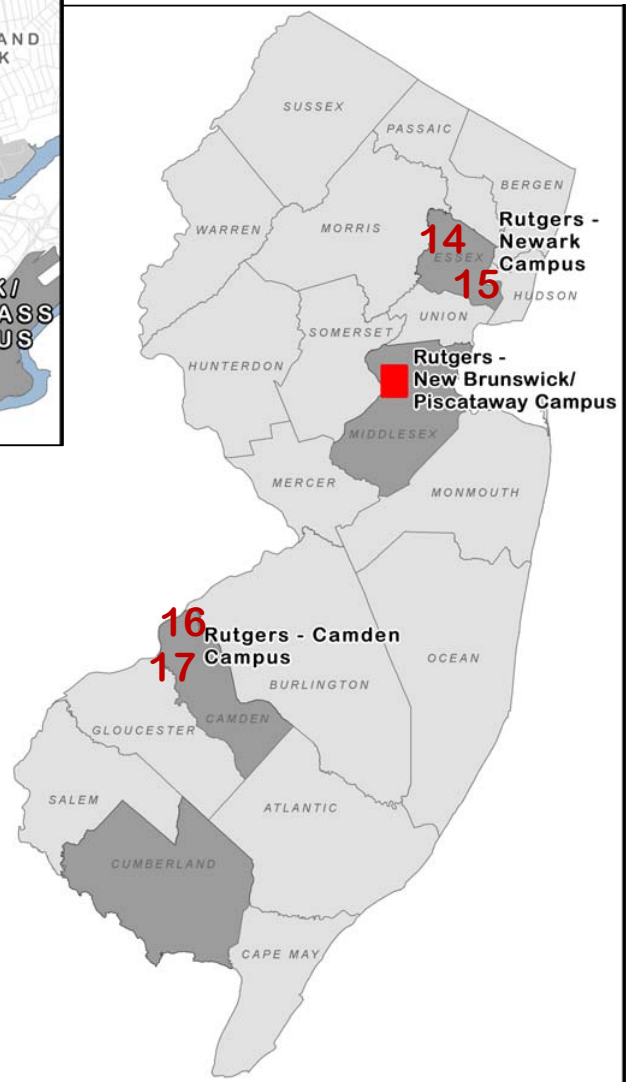 AND
K
K/
ASS
US
SUSSEX
PASSAIC
BERGEN
WARREN
MORRIS
14
ESSEX
15
Rutgers -
Newark
Campus
HUDSON
UNION
SOMERSET
HUNTERDON
Rutgers -
New Brunswick/
Piscataway Campus
MIDDLESEX
MERCER
MONMOUTH
16
Rutgers - Camden
Campus
17
OCEAN
BURLINGTON
CAMDEN
GLOUCESTER
SALEM
ATLANTIC
CUMBERLAND
CAPE MAY